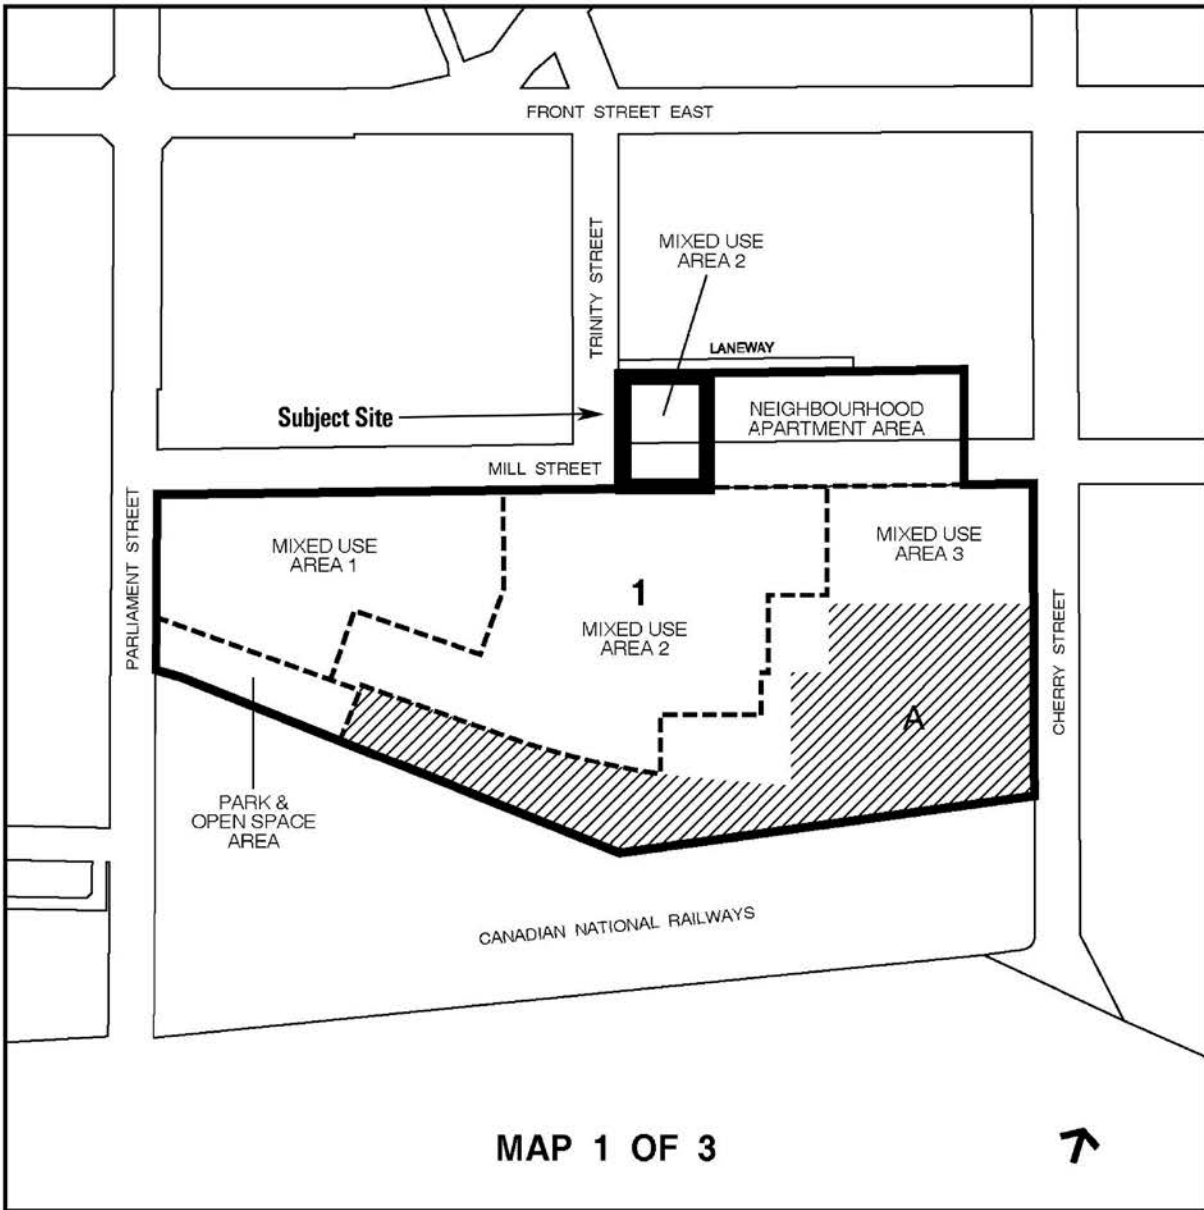 FRONT STREET EAST
TRINITY STREET
MIXED USE
AREA 2
LANEWAY
Subject Site
NEIGHBOURHOOD
APARTMENT AREA
MILL STREET
PARLIAMENT STREET
MIXED USE
AREA 1
1
MIXED USE
AREA 2
MIXED USE
AREA 3
CHERRY STREET
A
PARK &
OPEN SPACE
AREA
CANADIAN NATIONAL RAILWAYS
MAP 1 OF 3